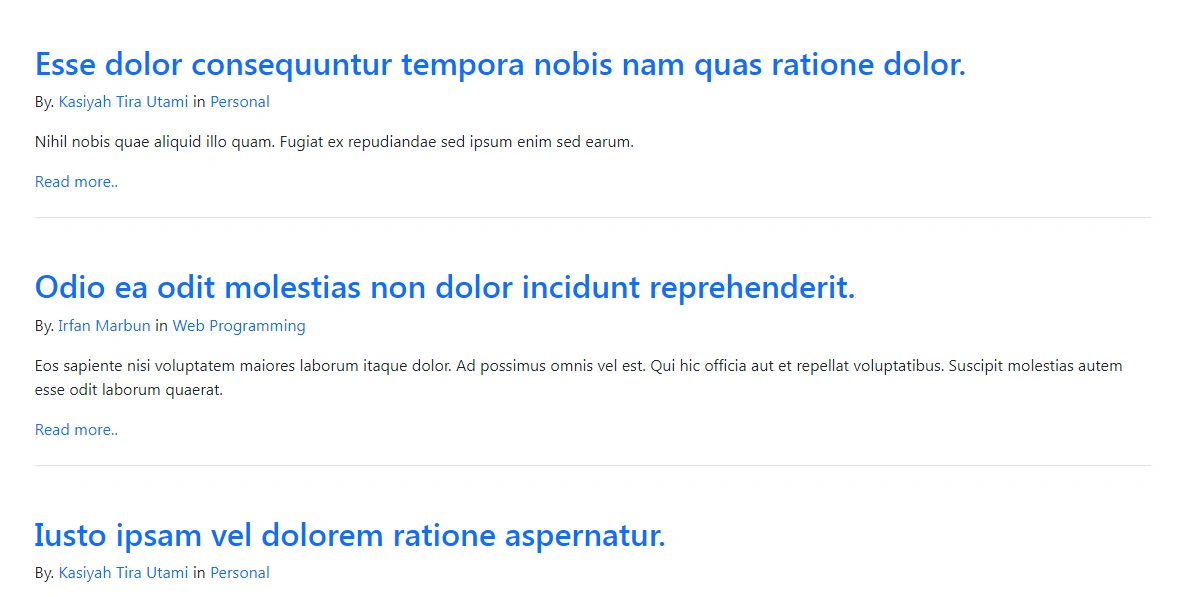 Esse dolor consequuntur tempora nobis nam quas ratione dolor.
By. Kasiyah Tira Utami in Personal
Nihil nobis quae aliquid illo quam. Fugiat ex repudiandae sed ipsum enim sed earum.
Read more..
Odio ea odit molestias non dolor incidunt reprehenderit.
By. Irfan Marbun in Web Programming
Eos sapiente nisi voluptatem maiores laborum itaque dolor. Ad possimus omnis vel est. Qui hic officia aut et repellat voluptatibus. Suscipit molestias autem
esse odit laborum quaerat.
Read more..
Iusto ipsam vel dolorem ratione aspernatur.
By. Kasiyah Tira Utami in Personal